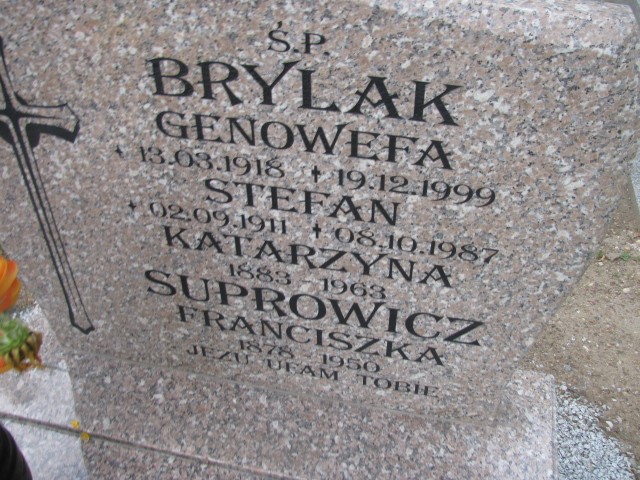 Ś.P.
BRYLAK
GENOWEFA
+ 13.03.1918 + 19.12.1999
STEFAN
+ 02.09.1911 + 08.10.1987
KATARZYNA
1883 - 1963
SUPROWICZ
FRANCISZKA
1878 - 1950
JEZU UFAM TOBIE